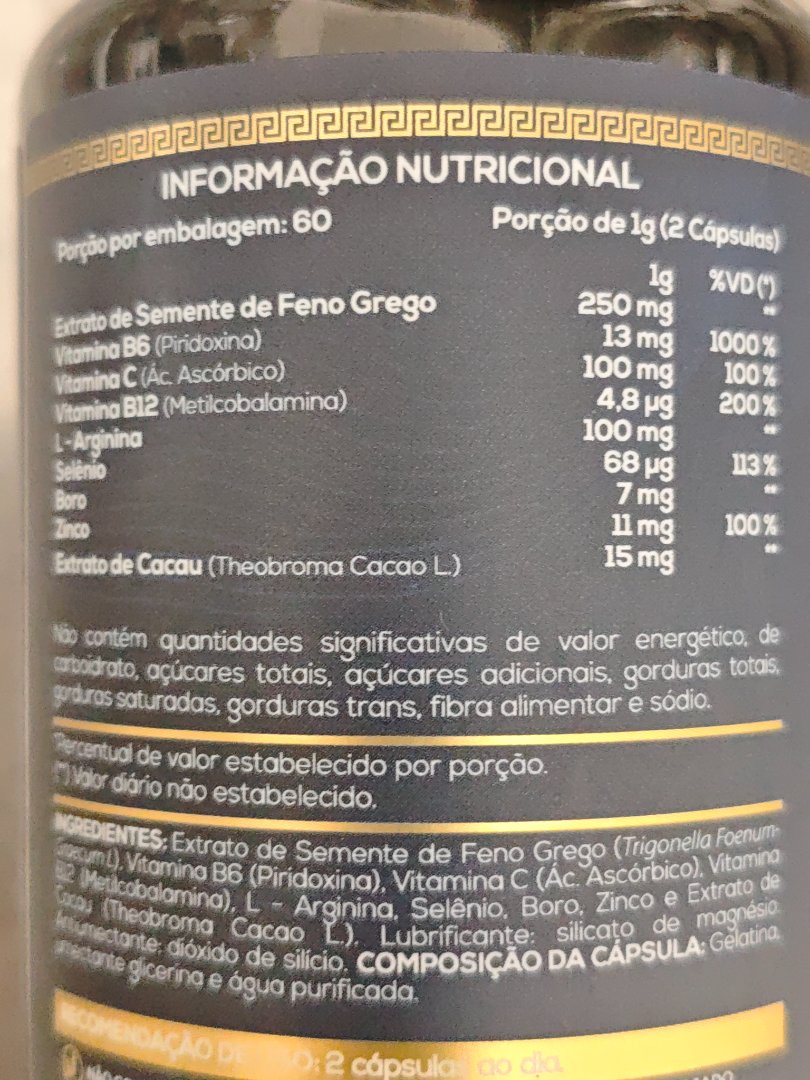 INFORMAÇÃO NUTRICIONAL
Porção por embalagem: 60 Porção de 1g (2 Cápsulas)
1g %VD(*)
Extrato de Semente de Feno Grego 250 mg **
Vitamina B6 (Piridoxina) 13 mg 1000%
Vitamina C (Ác. Ascórbico) 100 mg 100%
Vitamina B12 (Metilcobalamina) 4,8 µg 200%
L-Arginina 100 mg **
Selênio 68 µg 113%
Boro 7 mg **
Zinco 11 mg 100%
Extrato de Cacau (Theobroma Cacao L.) 15 mg **
Não contém quantidades significativas de valor energético, de
carboidrato, açúcares totais, açúcares adicionais, gorduras totais,
gorduras saturadas, gorduras trans, fibra alimentar e sódio.
*Percentual de valor estabelecido por porção.
(**) Valor diário não estabelecido.
INGREDIENTES: Extrato de Semente de Feno Grego (Trigonella Foenum-
Graecum L), Vitamina B6 (Piridoxina), Vitamina C (Ác. Ascórbico), Vitamina
B12 (Metilcobalamina), L - Arginina, Selênio, Boro, Zinco e Extrato de
Cacau (Theobroma Cacao L.). Lubrificante: silicato de magnésio.
Antiumectante: dióxido de silício. COMPOSIÇÃO DA CÁPSULA: Gelatina,
umectante glicerina e água purificada.
RECOMENDAÇÃO DE USO: 2 cápsulas ao dia.